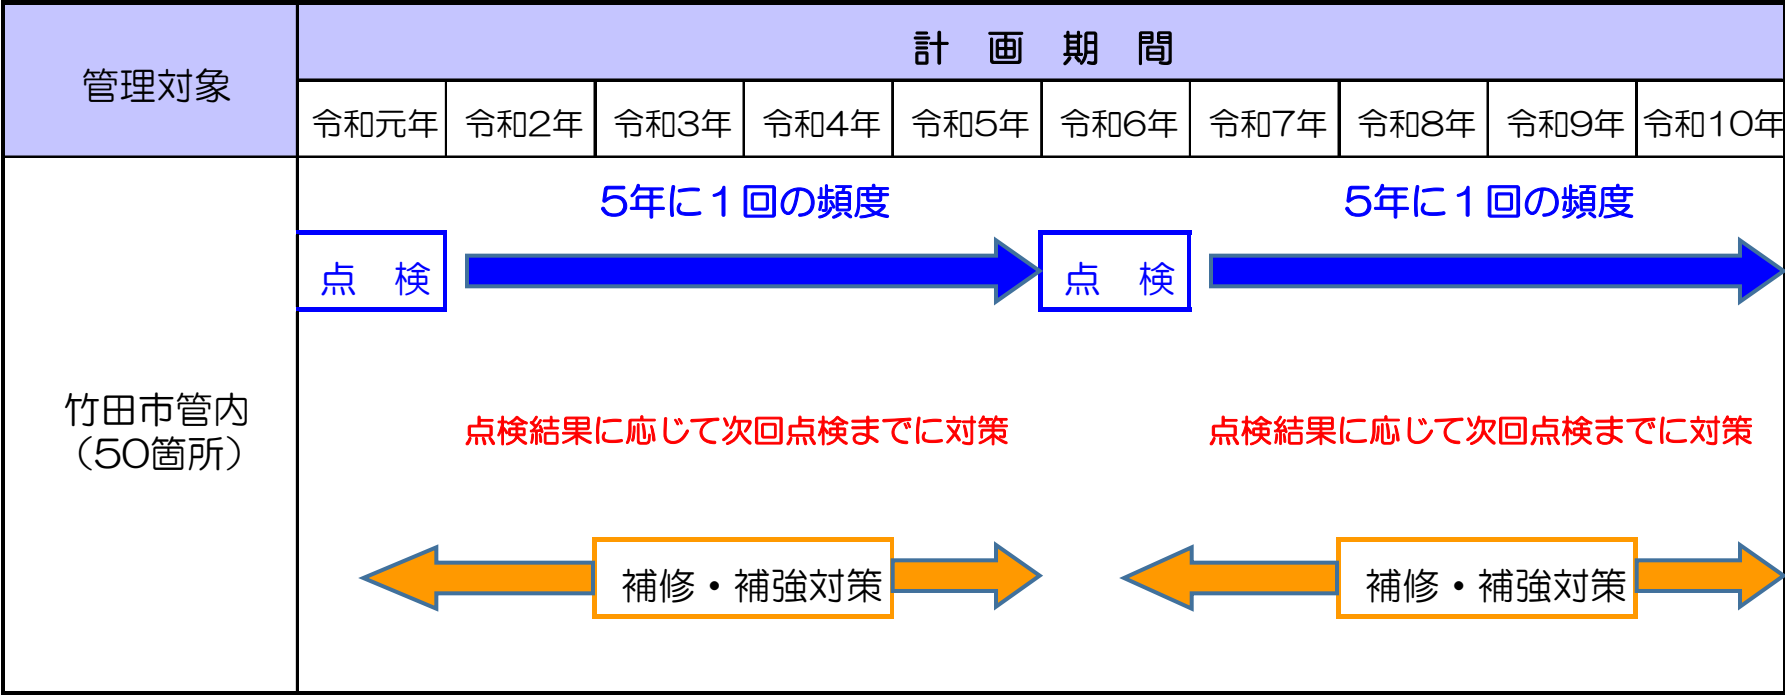 管理対象
計　画　期　間
令和元年 令和2年 令和3年 令和4年 令和5年 令和6年 令和7年 令和8年 令和9年 令和10年
5年に１回の頻度 5年に１回の頻度
点　検 点　検
竹田市管内
（50箇所）
点検結果に応じて次回点検までに対策 点検結果に応じて次回点検までに対策
補修・補強対策 補修・補強対策